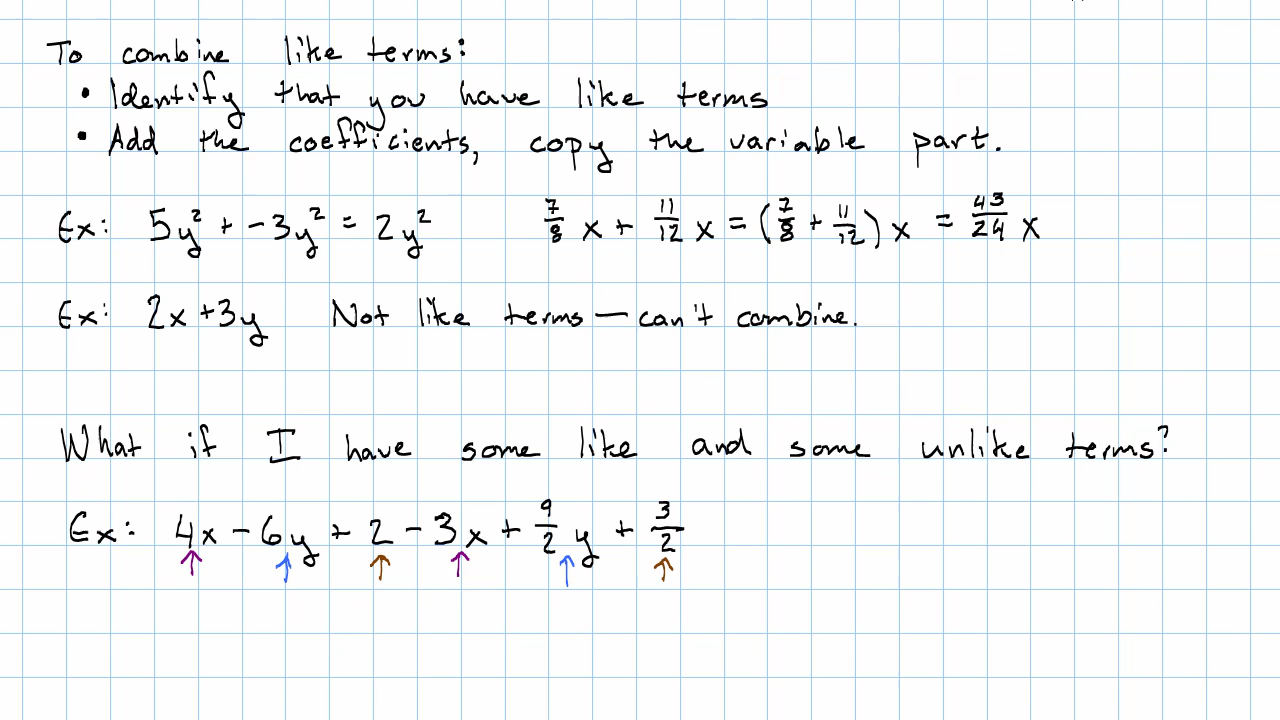 To combine like terms:
• Identify that you have like terms
• Add the coefficients, copy the variable part.
Ex: 5y² + -3y² = 2y² 7/8 x + 11/12 x = (7/8 + 11/12) x = 43/24 x
Ex: 2x + 3y Not like terms — can't combine.
What if I have some like and some unlike terms?
Ex: 4x - 6y + 2 - 3x + 9/2 y + 3/2
↑ ↑ ↑ ↑ ↑ ↑